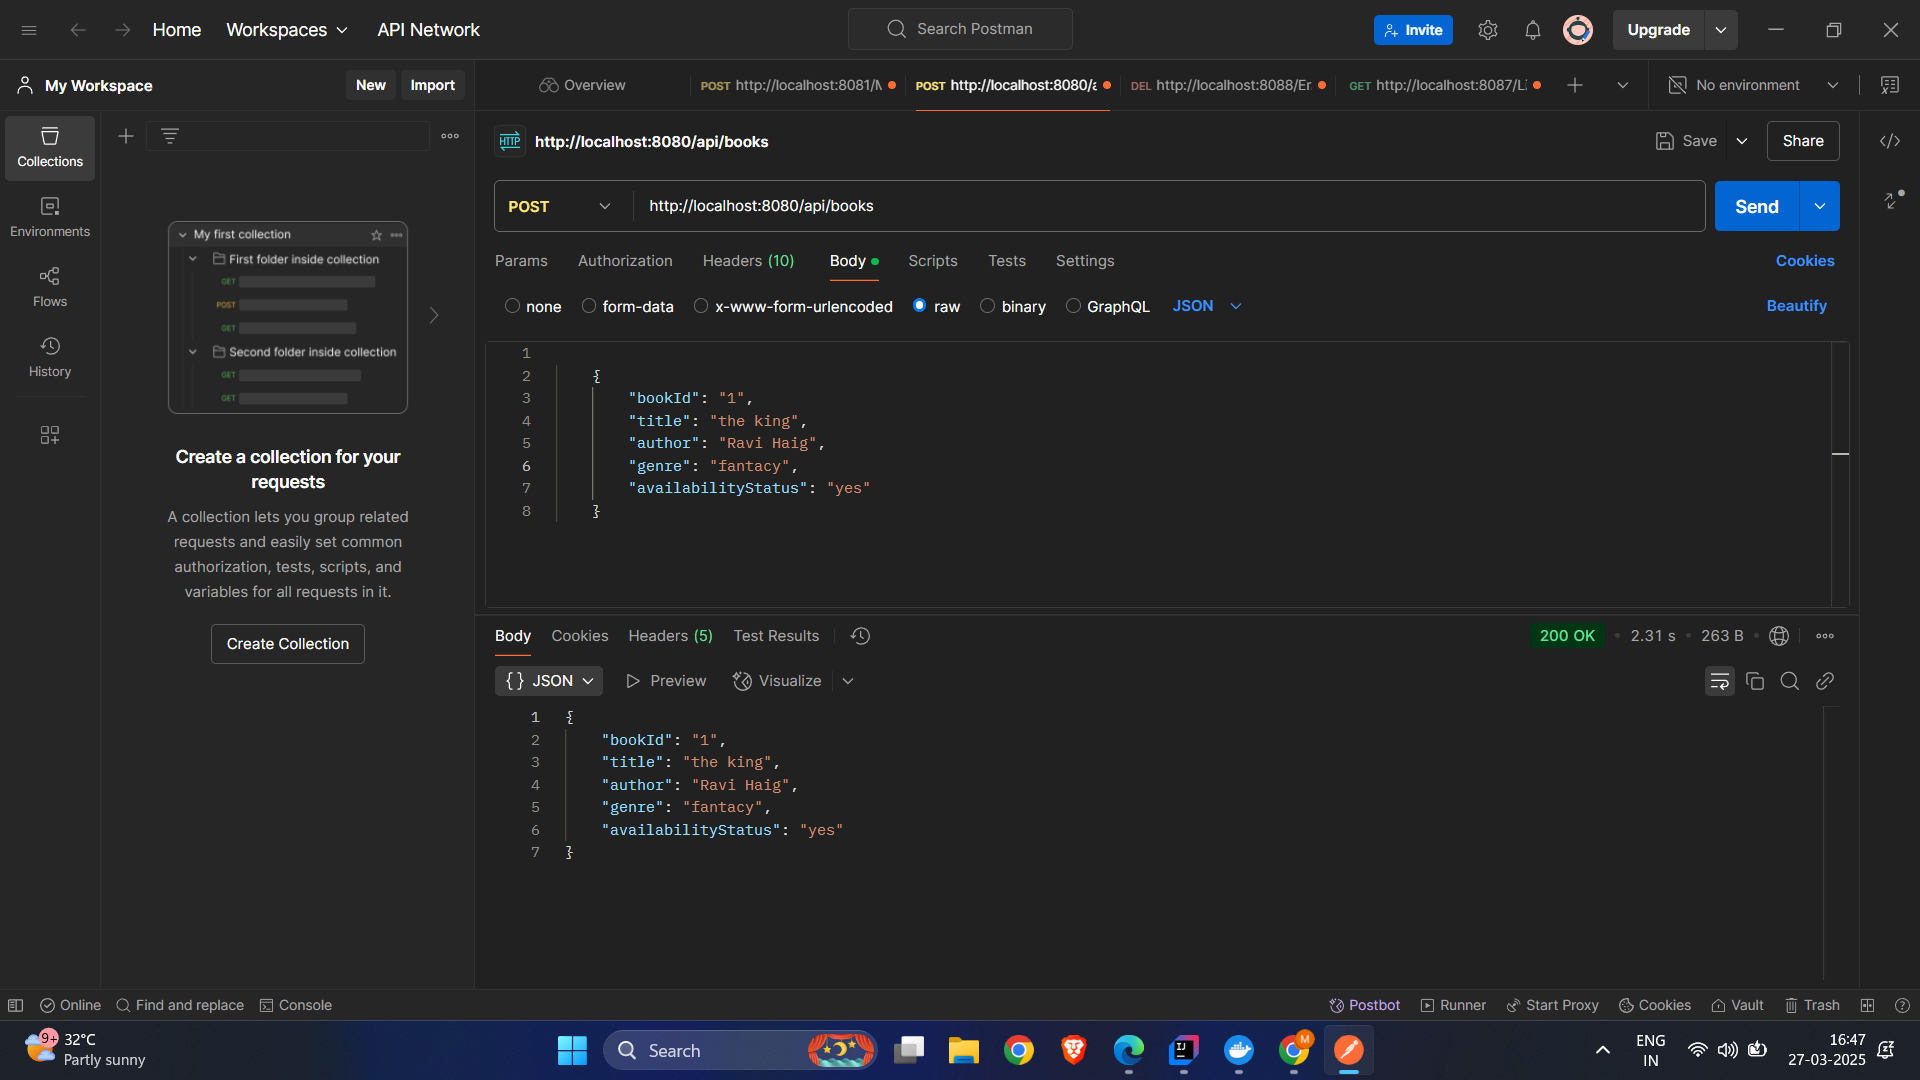 Home
Workspaces
API Network
Search Postman
Invite
Upgrade
My Workspace
New
Import
Overview
POST http://localhost:8081/M
POST http://localhost:8080/a
DEL http://localhost:8088/Er
GET http://localhost:8087/Li
No environment
Collections
Environments
Flows
History
My first collection
First folder inside collection
GET
POST
GET
Second folder inside collection
GET
GET
Create a collection for your
requests
A collection lets you group related
requests and easily set common
authorization, tests, scripts, and
variables for all requests in it.
Create Collection
HTTP
http://localhost:8080/api/books
Save
Share
POST
http://localhost:8080/api/books
Send
Params
Authorization
Headers (10)
Body
Scripts
Tests
Settings
Cookies
none
form-data
x-www-form-urlencoded
raw
binary
GraphQL
JSON
Beautify
1
2 {
3 "bookId": "1",
4 "title": "the king",
5 "author": "Ravi Haig",
6 "genre": "fantacy",
7 "availabilityStatus": "yes"
8 }
Body
Cookies
Headers (5)
Test Results
200 OK
2.31 s
263 B
{} JSON
Preview
Visualize
1 {
2 "bookId": "1",
3 "title": "the king",
4 "author": "Ravi Haig",
5 "genre": "fantacy",
6 "availabilityStatus": "yes"
7 }
Online
Find and replace
Console
Postbot
Runner
Start Proxy
Cookies
Vault
Trash
9+
32°C
Partly sunny
Search
IJ
M
ENG
IN
16:47
27-03-2025